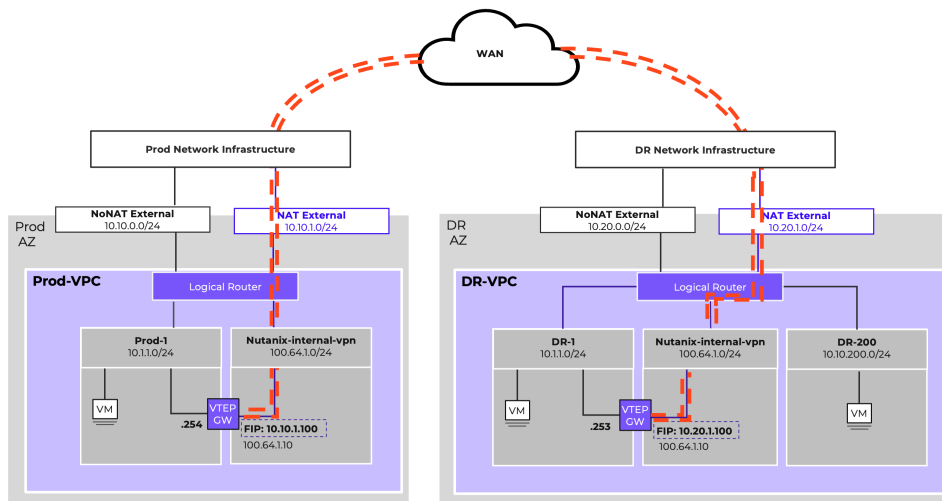 WAN
Prod Network Infrastructure
DR Network Infrastructure
NoNAT External
10.10.0.0/24
NAT External
10.10.1.0/24
NoNAT External
10.20.0.0/24
NAT External
10.20.1.0/24
Prod
AZ
DR
AZ
Prod-VPC
Logical Router
DR-VPC
Logical Router
Prod-1
10.1.1.0/24
Nutanix-internal-vpn
100.64.1.0/24
DR-1
10.1.1.0/24
Nutanix-internal-vpn
100.64.1.0/24
DR-200
10.10.200.0/24
VM
VTEP
GW
.254
FIP: 10.10.1.100
100.64.1.10
VM
VTEP
GW
.253
FIP: 10.20.1.100
100.64.1.10
VM